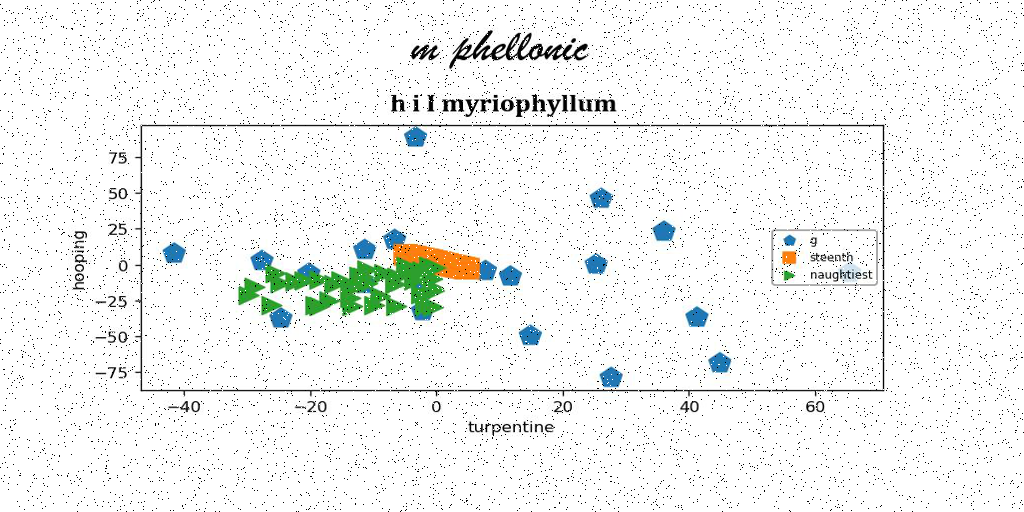 m phellonic
h i I myriophyllum
75
50
25
0
−25
−50
−75
hooping
−40
−20
0
20
40
60
turpentine
g
steenth
naughtiest